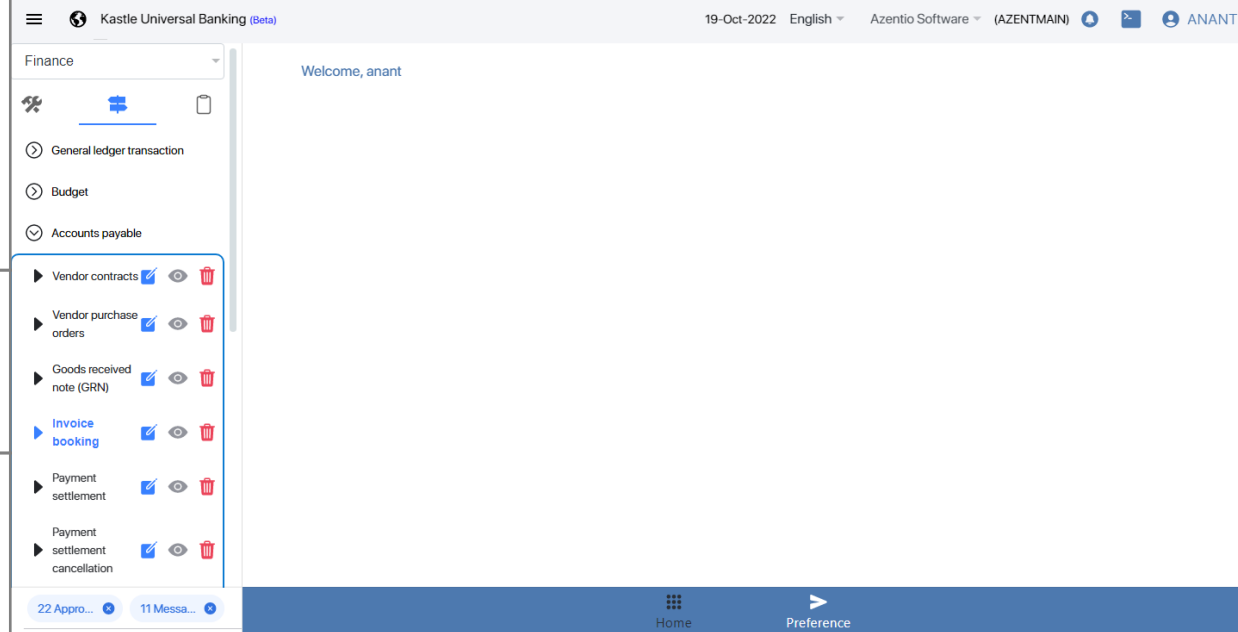 Kastle Universal Banking (Beta)
19-Oct-2022 English Azentio Software (AZENTMAIN) ANANT
Finance
Welcome, anant
General ledger transaction
Budget
Accounts payable
Vendor contracts
Vendor purchase
orders
Goods received
note (GRN)
Invoice
booking
Payment
settlement
Payment
settlement
cancellation
22 Appro...
11 Messa...
Home
Preference